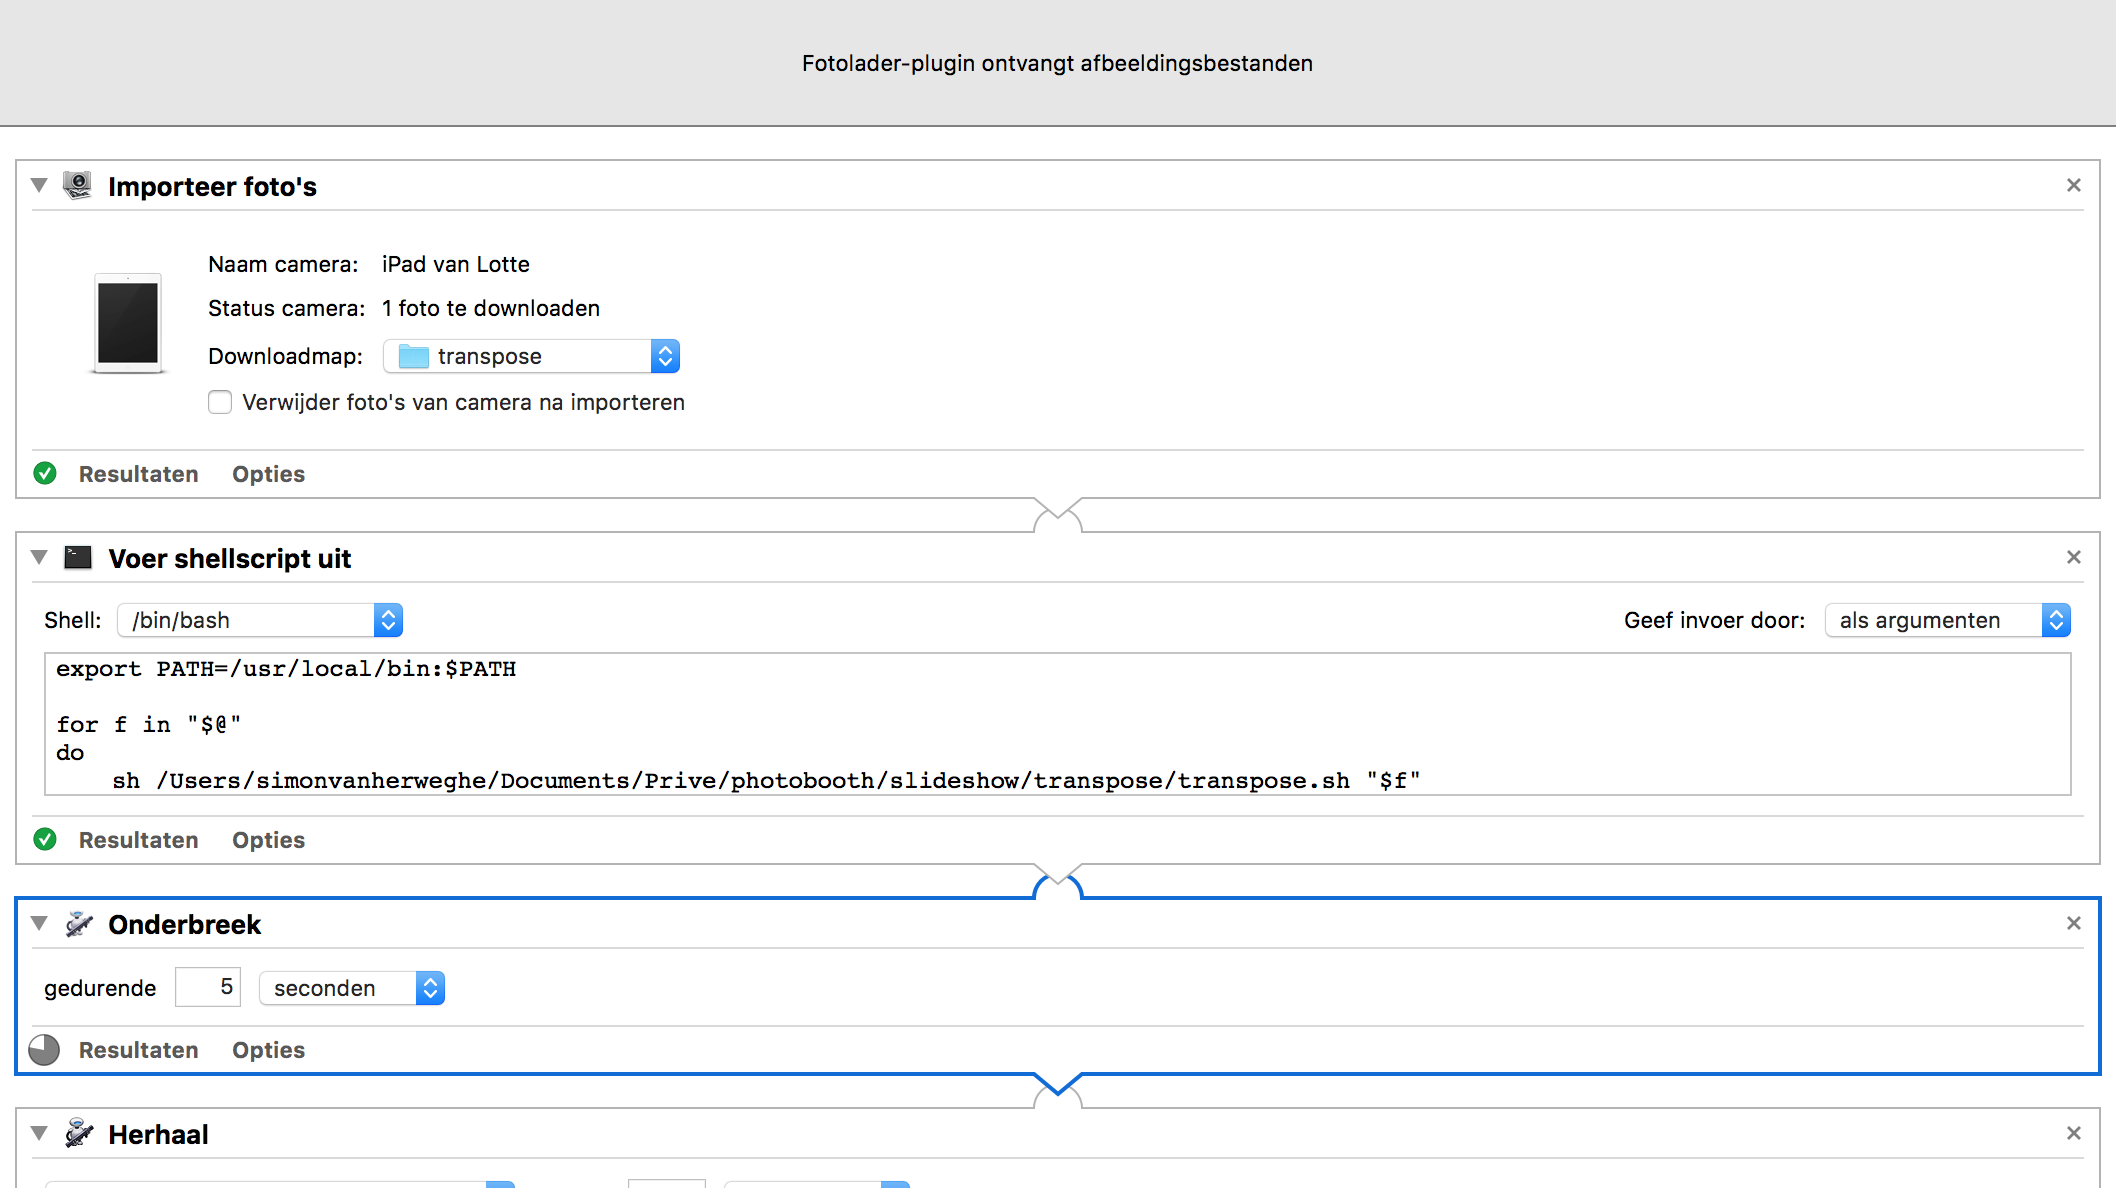 Fotolader-plugin ontvangt afbeeldingsbestanden
Importeer foto's
Naam camera: iPad van Lotte
Status camera: 1 foto te downloaden
Downloadmap: transpose
Verwijder foto's van camera na importeren
Resultaten Opties
Voer shellscript uit
Shell: /bin/bash Geef invoer door: als argumenten
export PATH=/usr/local/bin:$PATH
for f in "$@"
do
sh /Users/simonvanherweghe/Documents/Prive/photobooth/slideshow/transpose/transpose.sh "$f"
Resultaten Opties
Onderbreek
gedurende 5 seconden
Resultaten Opties
Herhaal